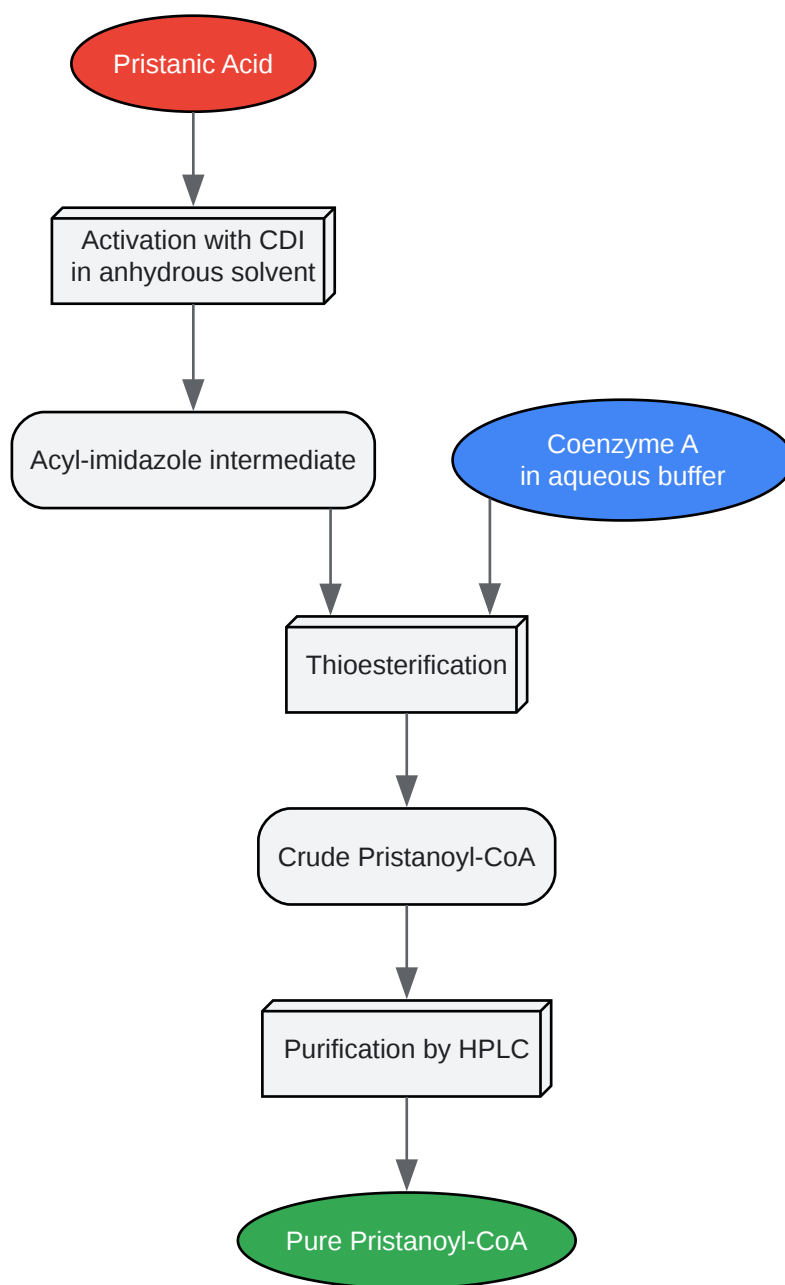 Pristanic Acid
Activation with CDI
in anhydrous solvent
Acyl-imidazole intermediate
Coenzyme A
in aqueous buffer
Thioesterification
Crude Pristanoyl-CoA
Purification by HPLC
Pure Pristanoyl-CoA